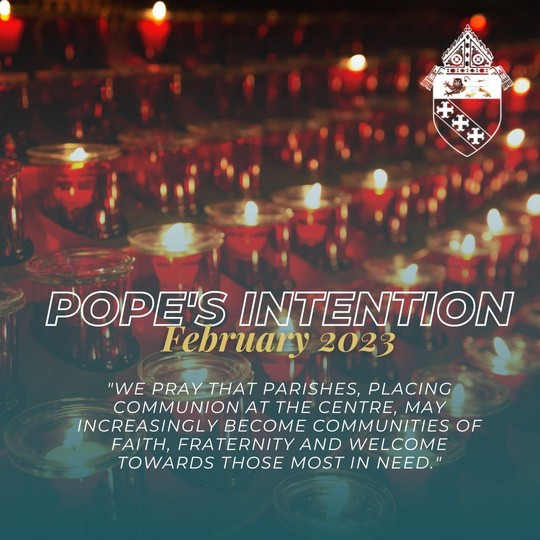 POPE'S INTENTION
February 2023
"WE PRAY THAT PARISHES, PLACING
COMMUNION AT THE CENTRE, MAY
INCREASINGLY BECOME COMMUNITIES OF
FAITH, FRATERNITY AND WELCOME
TOWARDS THOSE MOST IN NEED."